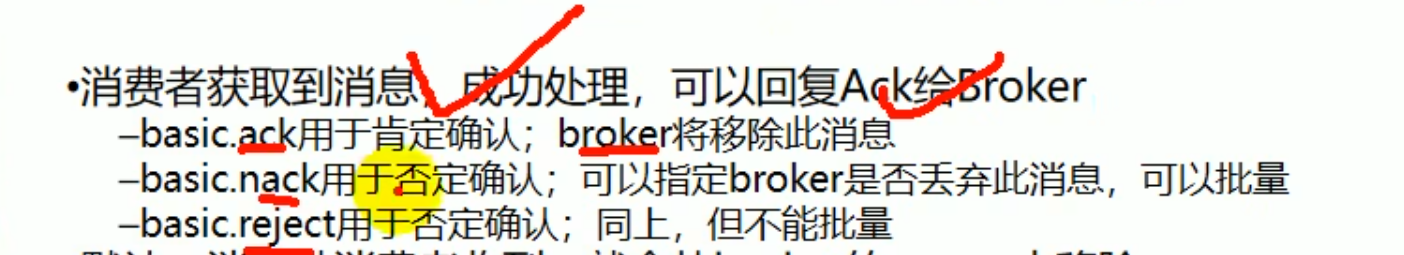 •消费者获取到消息，成功处理，可以回复Ack给Broker
–basic.ack用于肯定确认；broker将移除此消息
–basic.nack用于否定确认；可以指定broker是否丢弃此消息，可以批量
–basic.reject用于否定确认；同上，但不能批量